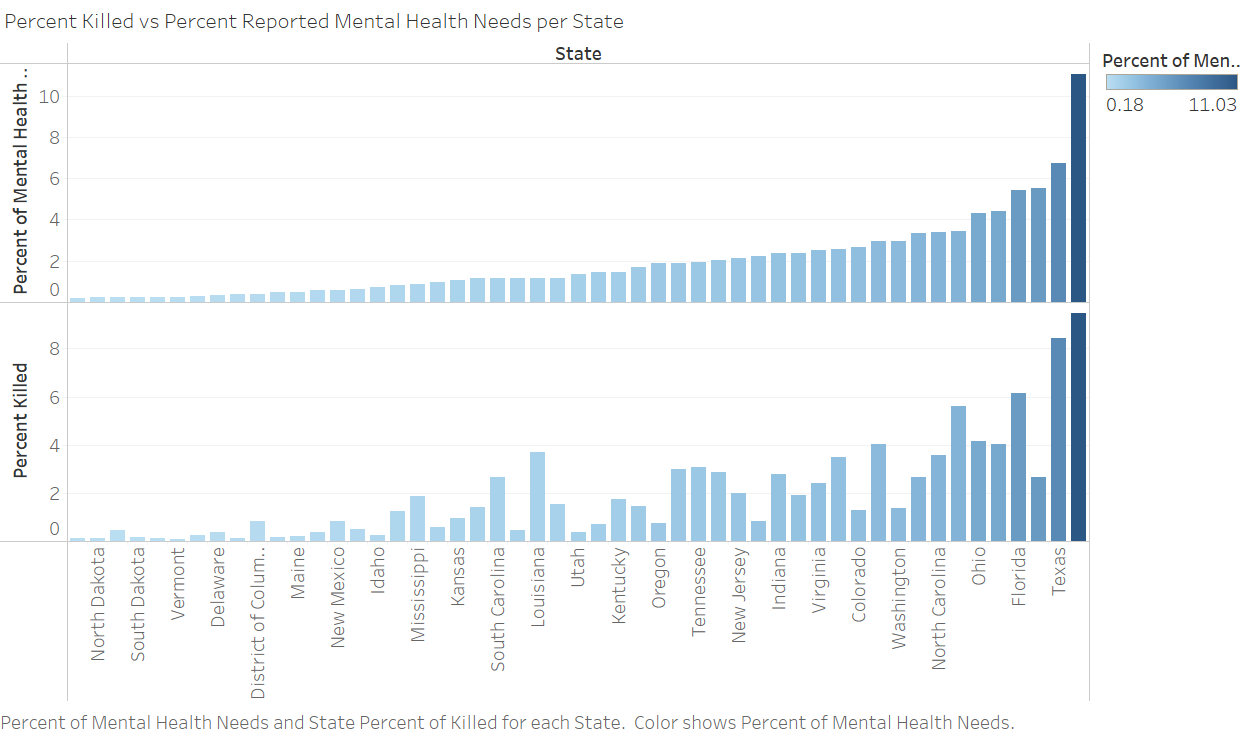 Percent Killed vs Percent Reported Mental Health Needs per State
State
Percent of Men..
0.18 11.03
Percent of Mental Health ..
10
8
6
4
2
0
Percent Killed
8
6
4
2
0
North Dakota
South Dakota
Vermont
Delaware
District of Colum..
Maine
New Mexico
Idaho
Mississippi
Kansas
South Carolina
Louisiana
Utah
Kentucky
Oregon
Tennessee
New Jersey
Indiana
Virginia
Colorado
Washington
North Carolina
Ohio
Florida
Texas
Percent of Mental Health Needs and State Percent of Killed for each State.  Color shows Percent of Mental Health Needs.